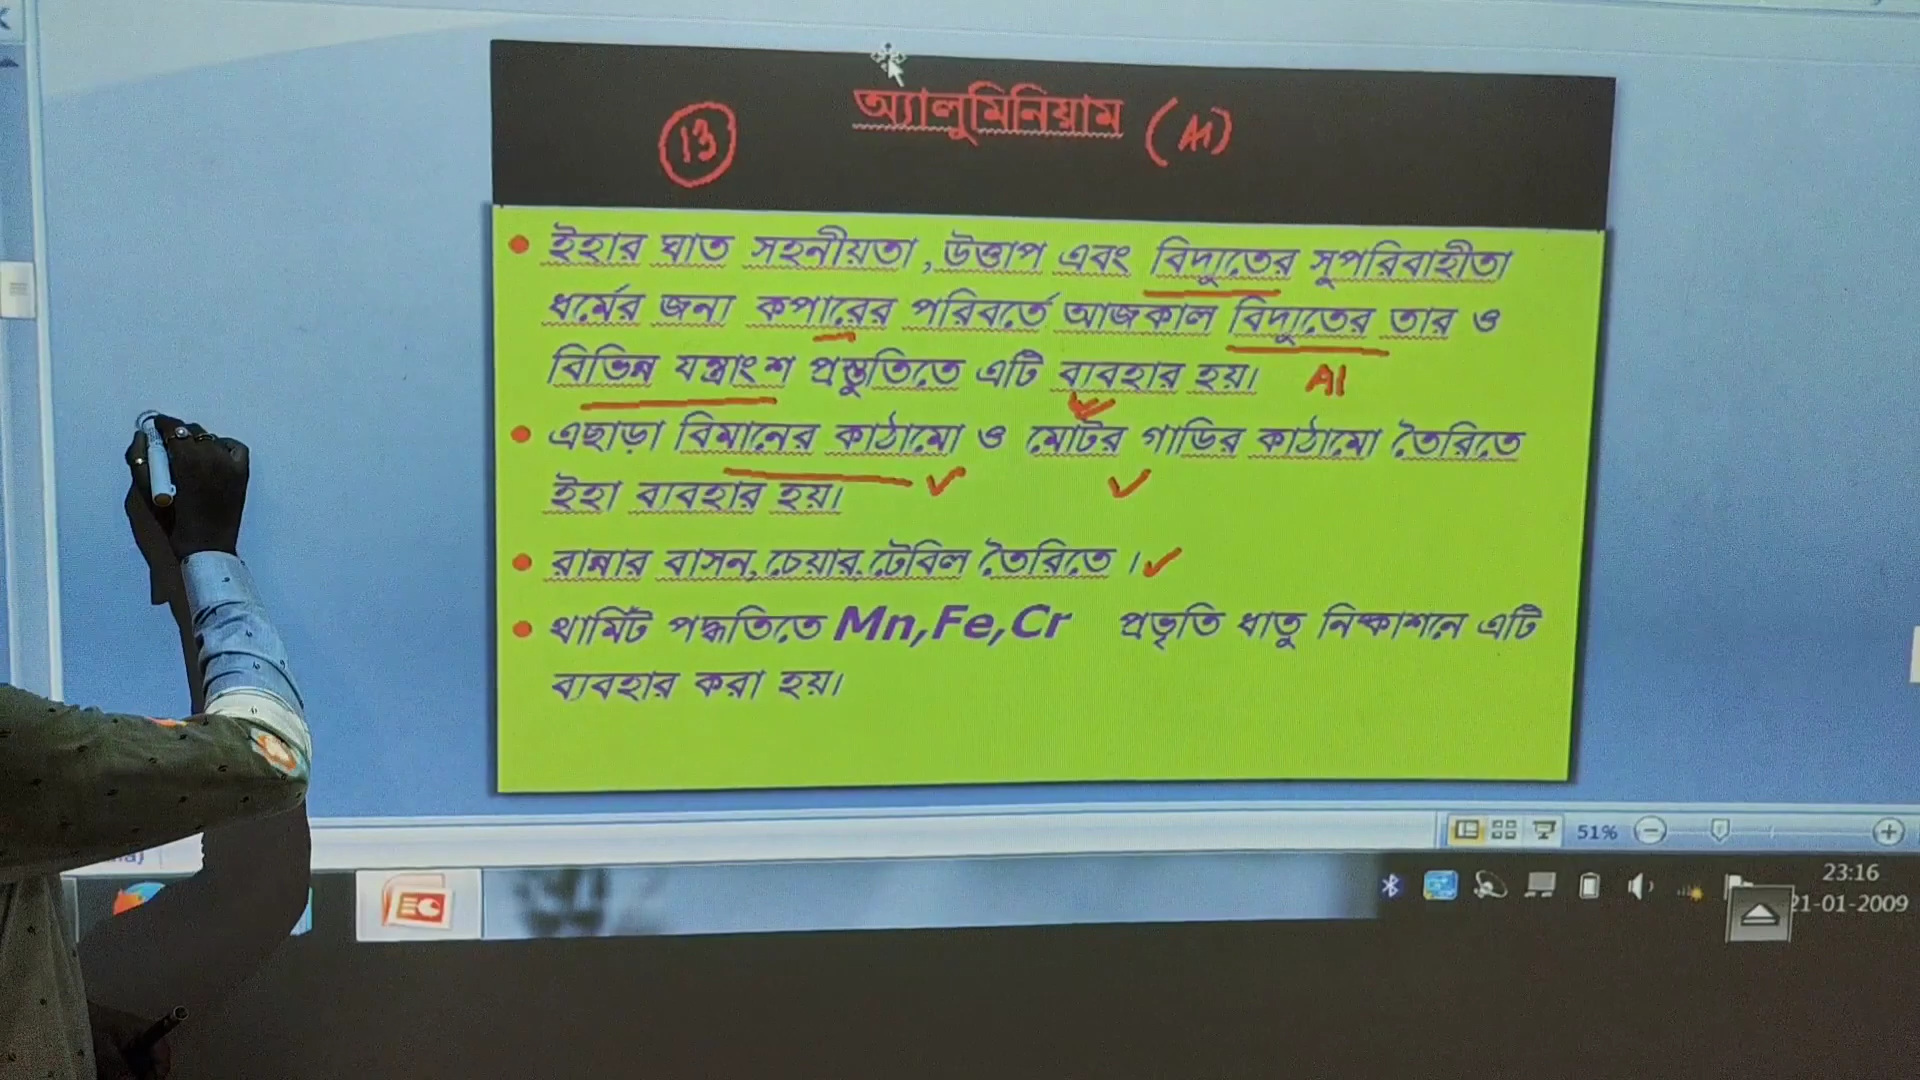 অ্যালুমিনিয়াম (Al)
13
ইহার ঘাত সহনীয়তা ,উত্তাপ এবং বিদ্যুতের সুপরিবাহীতা
ধর্মের জন্য কপারের পরিবর্তে আজকাল বিদ্যুতের তার ও
বিভিন্ন যন্ত্রাংশ প্রস্তুতিতে এটি ব্যবহার হয়। Al
এছাড়া বিমানের কাঠামো ও মোটর গাডির কাঠামো তৈরিতে
ইহা ব্যবহার হয়।
রান্নার বাসন,চেয়ার,টেবিল তৈরিতে ।
থার্মিট পদ্ধতিতে Mn,Fe,Cr প্রভৃতি ধাতু নিষ্কাশনে এটি
ব্যবহার করা হয়।
51%
23:16
21-01-2009